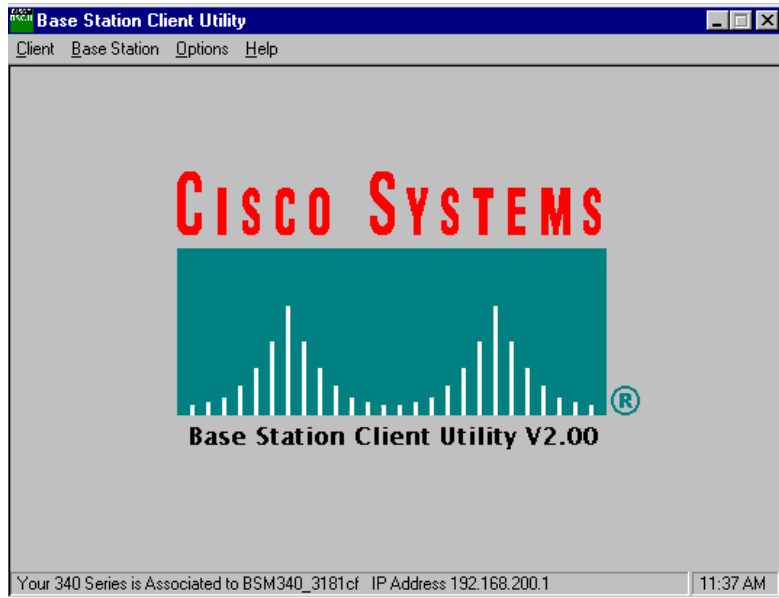 Base Station Client Utility
Client Base Station Options Help
CISCO SYSTEMS
®
Base Station Client Utility V2.00
Your 340 Series is Associated to BSM340_3181cf IP Address 192.168.200.1 11:37 AM